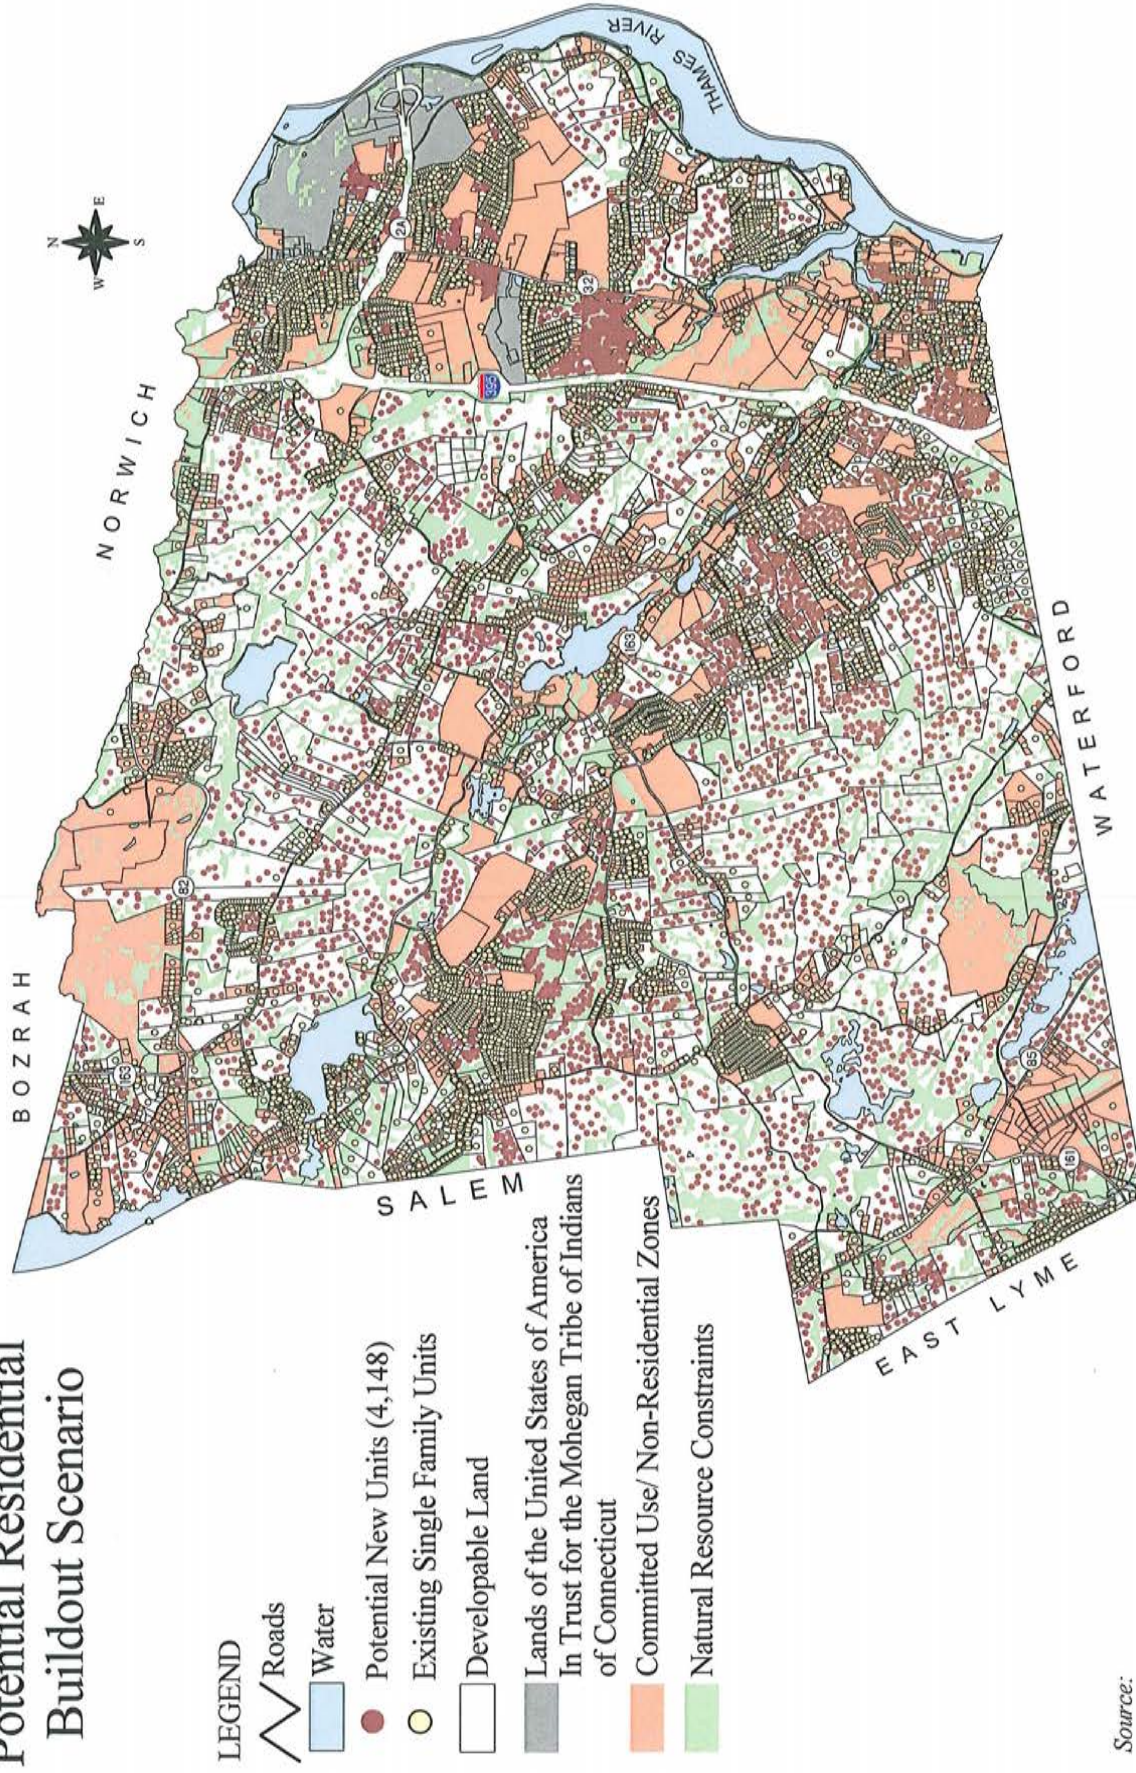 Potential Residential
Buildout Scenario
LEGEND
Roads
Water
Potential New Units (4,148)
Existing Single Family Units
Developable Land
Lands of the United States of America
In Trust for the Mohegan Tribe of Indians
of Connecticut
Committed Use/ Non-Residential Zones
Natural Resource Constraints
Source:
N
E
S
W
BOZRAH
NORWICH
THAMES RIVER
SALEM
EAST LYME
WATERFORD
163
82
2A
32
395
163
85
161